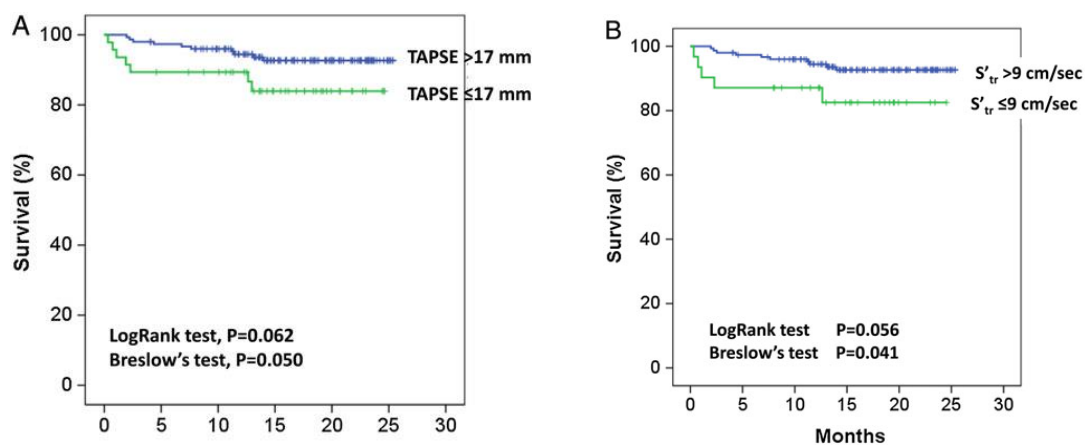 A
100
80
60
40
20
0
Survival (%)
TAPSE >17 mm
TAPSE ≤17 mm
LogRank test, P=0.062
Breslow's test, P=0.050
0 5 10 15 20 25 30
B
100
80
60
40
20
0
Survival (%)
S'tr >9 cm/sec
S'tr ≤9 cm/sec
LogRank test P=0.056
Breslow's test P=0.041
0 5 10 15 20 25 30
Months